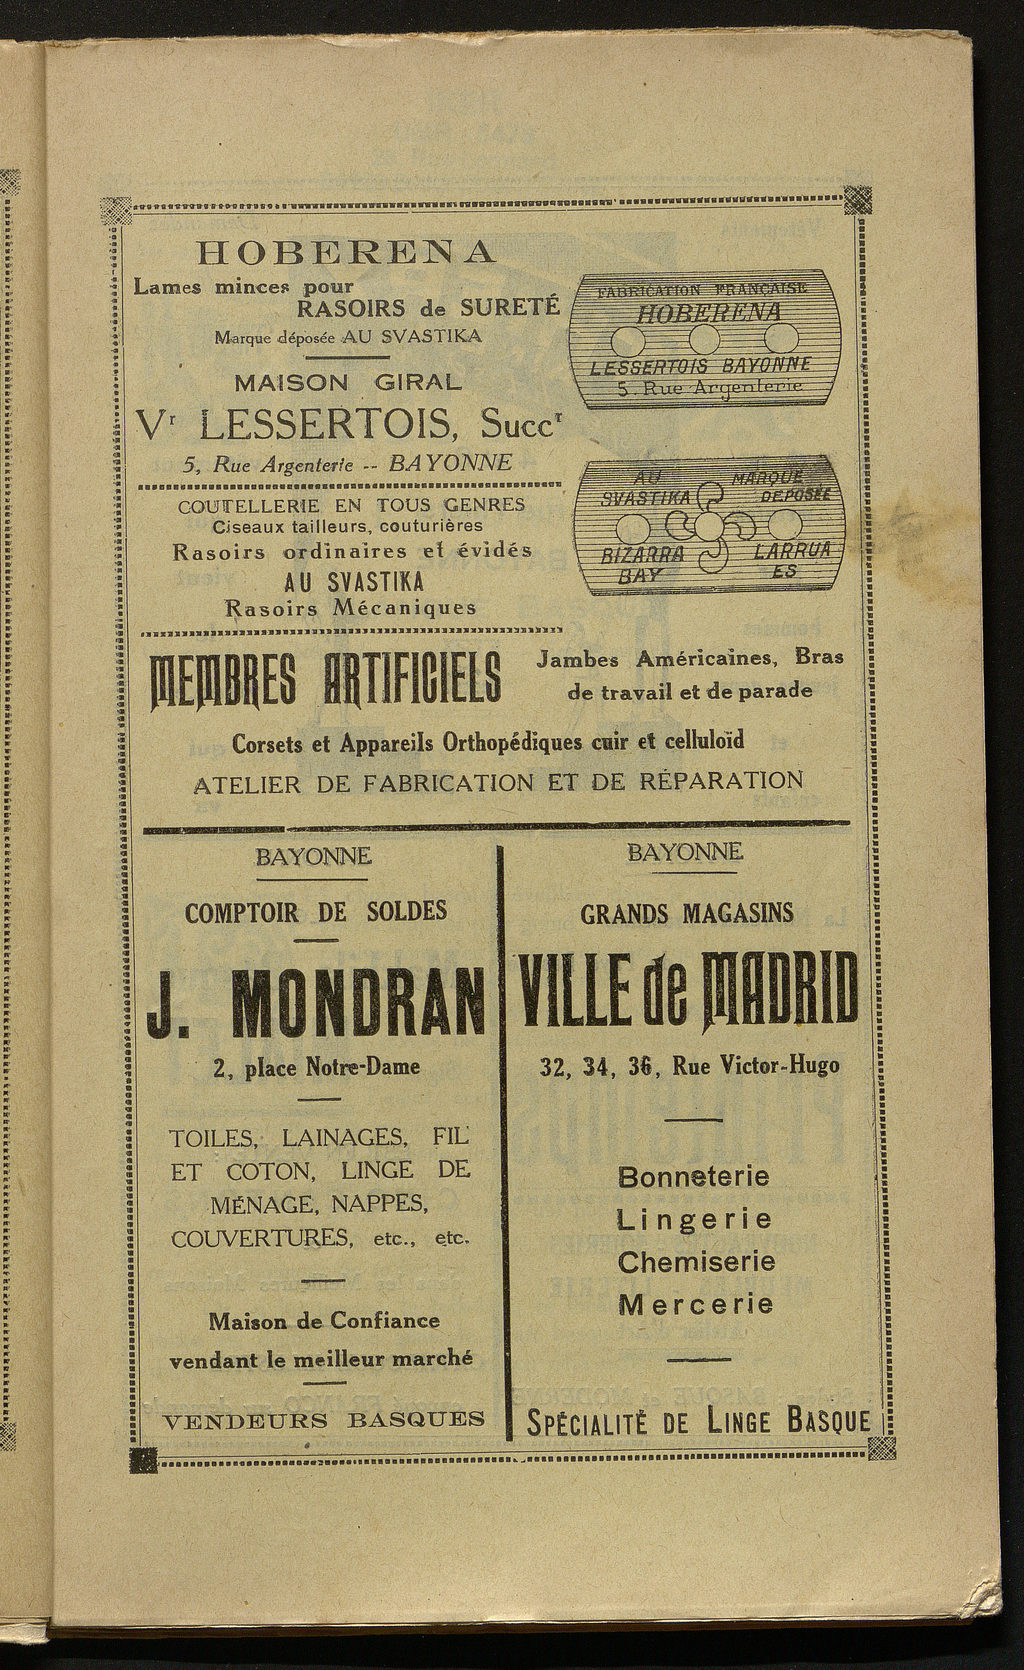 HOBERENA
Lames minces pour
RASOIRS de SURETÉ
Marque déposée AU SVASTIKA
MAISON GIRAL
Vr LESSERTOIS, Succr
5, Rue Argenterie -- BAYONNE
FABRICATION FRANÇAISE
HOBERENA
LESSERTOIS BAYONNE
5. Rue Argenterie
COUTELLERIE EN TOUS GENRES
Ciseaux tailleurs, couturières
Rasoirs ordinaires et évidés
AU SVASTIKA
Rasoirs Mécaniques
AU MARQUE
SVASTIKA DEPOSÉE
BIZARRA LARRUA
BAY ES
MEMBRES ARTIFICIELS
Jambes Américaines, Bras
de travail et de parade
Corsets et Appareils Orthopédiques cuir et celluloïd
ATELIER DE FABRICATION ET DE RÉPARATION
BAYONNE
COMPTOIR DE SOLDES
J. MONDRAN
2, place Notre-Dame
TOILES, LAINAGES, FIL
ET COTON, LINGE DE
MÉNAGE, NAPPES,
COUVERTURES, etc., etc.
Maison de Confiance
vendant le meilleur marché
VENDEURS BASQUES
BAYONNE
GRANDS MAGASINS
VILLE de MADRID
32, 34, 36, Rue Victor-Hugo
Bonneterie
Lingerie
Chemiserie
Mercerie
SPÉCIALITÉ DE LINGE BASQUE